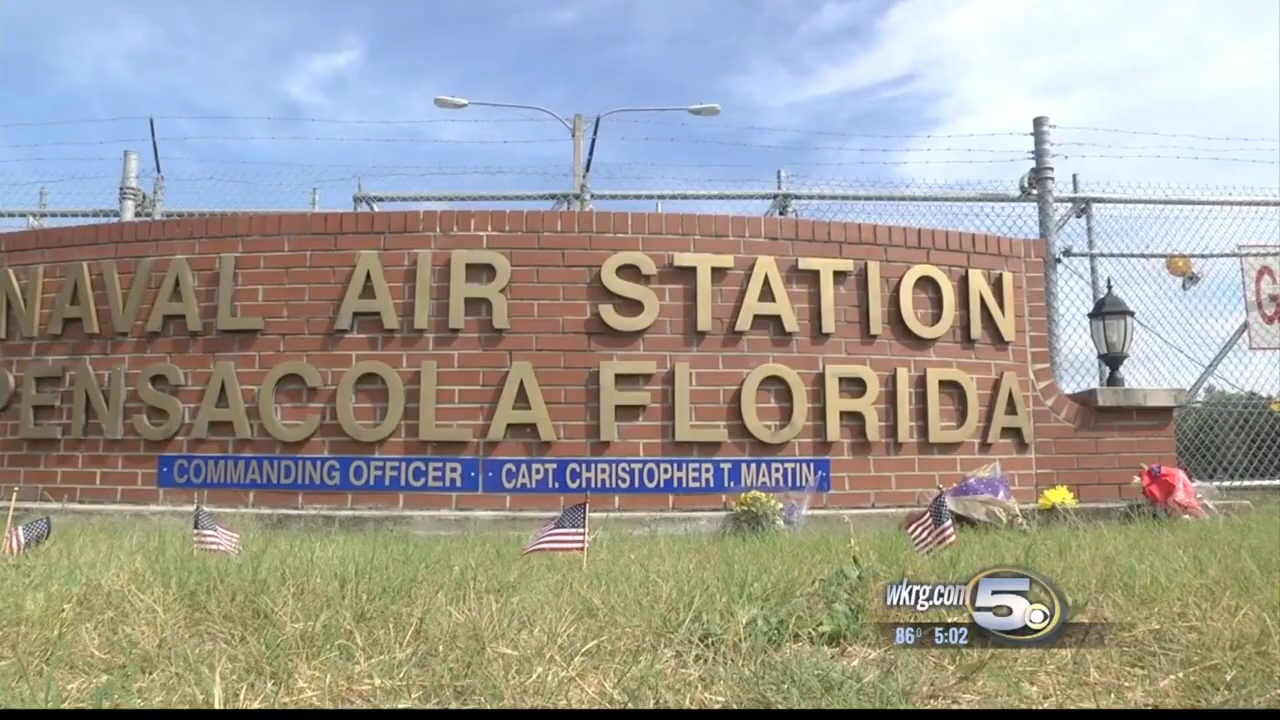 NAVAL AIR STATION
PENSACOLA FLORIDA
COMMANDING OFFICER CAPT. CHRISTOPHER T. MARTIN
wkrg.com 5
86° 5:02